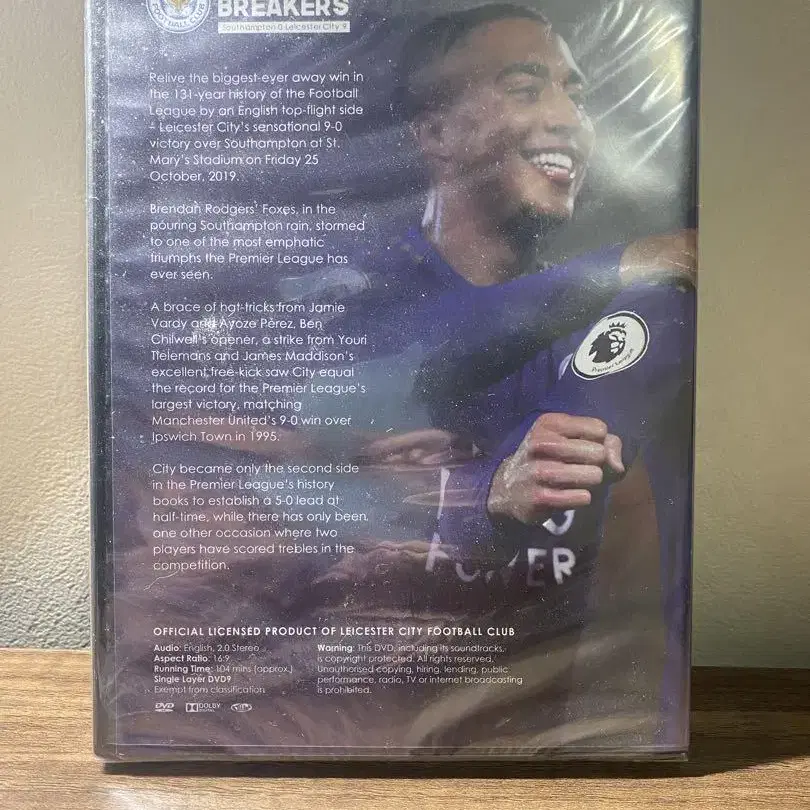 FOOTBALL CLUB
BREAKERS
Southampton 0 Leicester City 9
Relive the biggest-ever away win in
the 131-year history of the Football
League by an English top-flight side
– Leicester City's sensational 9-0
victory over Southampton at St.
Mary's Stadium on Friday 25
October, 2019.
Brendan Rodgers' Foxes, in the
pouring Southampton rain, stormed
to one of the most emphatic
triumphs the Premier League has
ever seen.
A brace of hat-tricks from Jamie
Vardy and Ayoze Pérez, Ben
Chilwell's opener, a strike from Youri
Tielemans and James Maddison's
excellent free-kick saw City equal
the record for the Premier League's
largest victory, matching
Manchester United's 9-0 win over
Ipswich Town in 1995.
City became only the second side
in the Premier League's history
books to establish a 5-0 lead at
half-time, while there has only been
one other occasion where two
players have scored trebles in the
competition.
Premier League
OFFICIAL LICENSED PRODUCT OF LEICESTER CITY FOOTBALL CLUB
Audio: English, 2.0 Stereo
Aspect Ratio: 16:9
Running Time: 104 mins (approx.)
Single Layer DVD9
Exempt from classification
Warning: This DVD, including its soundtracks,
is copyright protected. All rights reserved.
Unauthorised copying, hiring, lending, public
performance, radio, TV or internet broadcasting
is prohibited.
DVD DOLBY